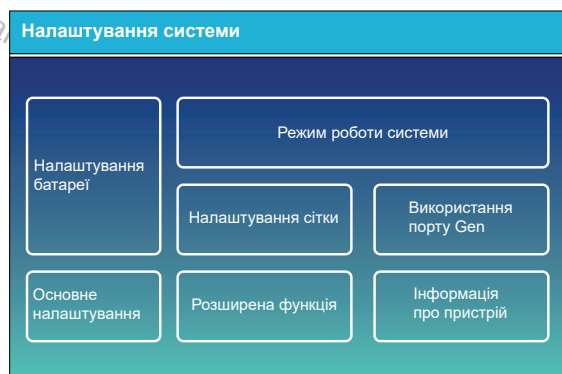 Налаштування системи
Налаштування
батареї
Режим роботи системи
Налаштування сітки
Використання
порту Gen
Основне
налаштування
Розширена функція
Інформація
про пристрій